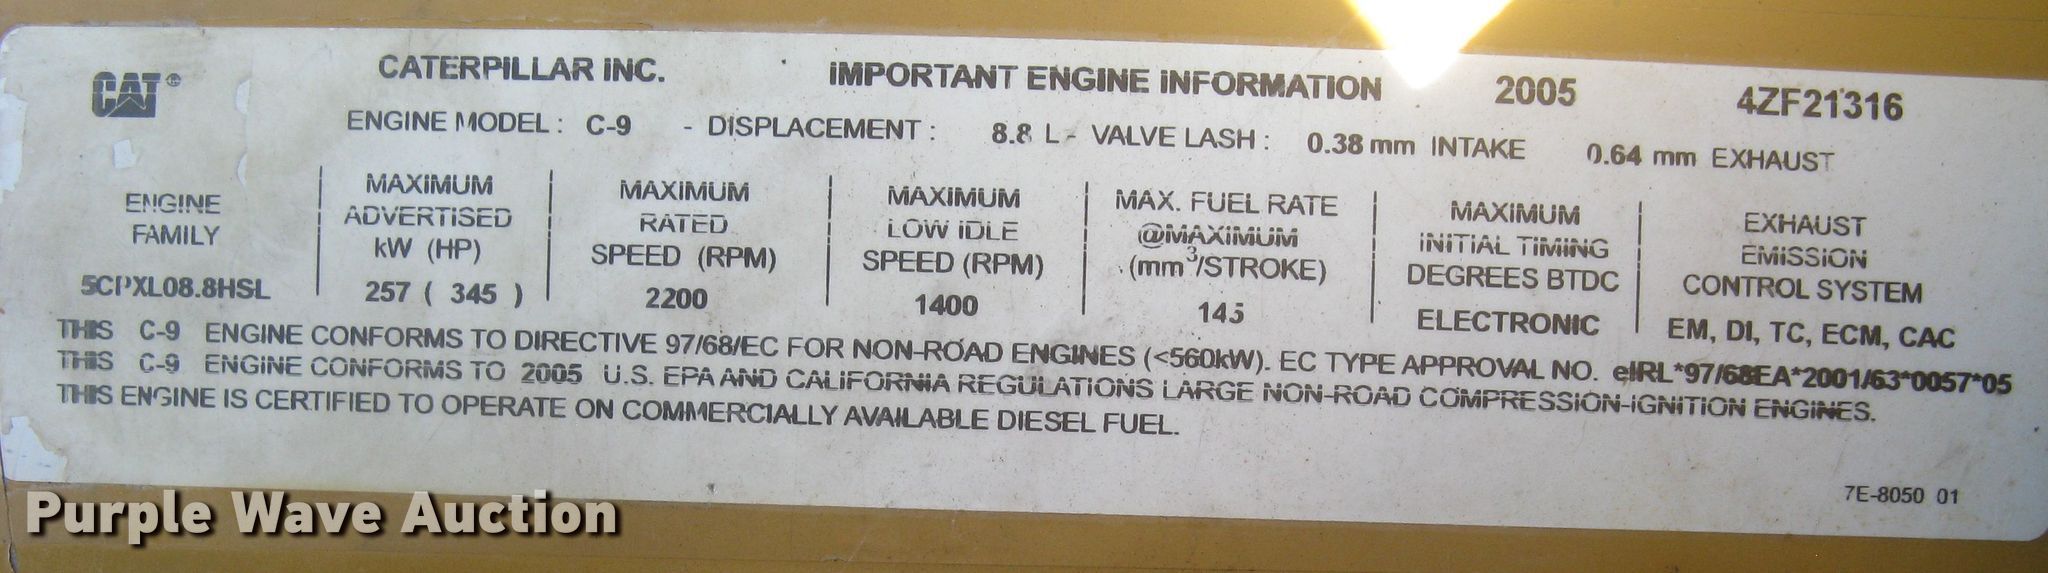 CAT® CATERPILLAR INC. IMPORTANT ENGINE INFORMATION 2005 4ZF21316
ENGINE MODEL : C-9 - DISPLACEMENT : 8.8 L - VALVE LASH : 0.38 mm INTAKE 0.64 mm EXHAUST
ENGINE
FAMILY
5CPXL08.8HSL
MAXIMUM
ADVERTISED
kW (HP)
257 ( 345 )
MAXIMUM
RATED
SPEED (RPM)
2200
MAXIMUM
LOW IDLE
SPEED (RPM)
1400
MAX. FUEL RATE
@MAXIMUM
(mm³/STROKE)
145
MAXIMUM
INITIAL TIMING
DEGREES BTDC
ELECTRONIC
EXHAUST
EMISSION
CONTROL SYSTEM
EM, DI, TC, ECM, CAC
THIS C-9 ENGINE CONFORMS TO DIRECTIVE 97/68/EC FOR NON-ROAD ENGINES (<560kW). EC TYPE APPROVAL NO. eIRL*97/68EA*2001/63*0057*05
THIS C-9 ENGINE CONFORMS TO 2005 U.S. EPA AND CALIFORNIA REGULATIONS LARGE NON-ROAD COMPRESSION-IGNITION ENGINES.
THIS ENGINE IS CERTIFIED TO OPERATE ON COMMERCIALLY AVAILABLE DIESEL FUEL.
7E-8050 01
Purple Wave Auction